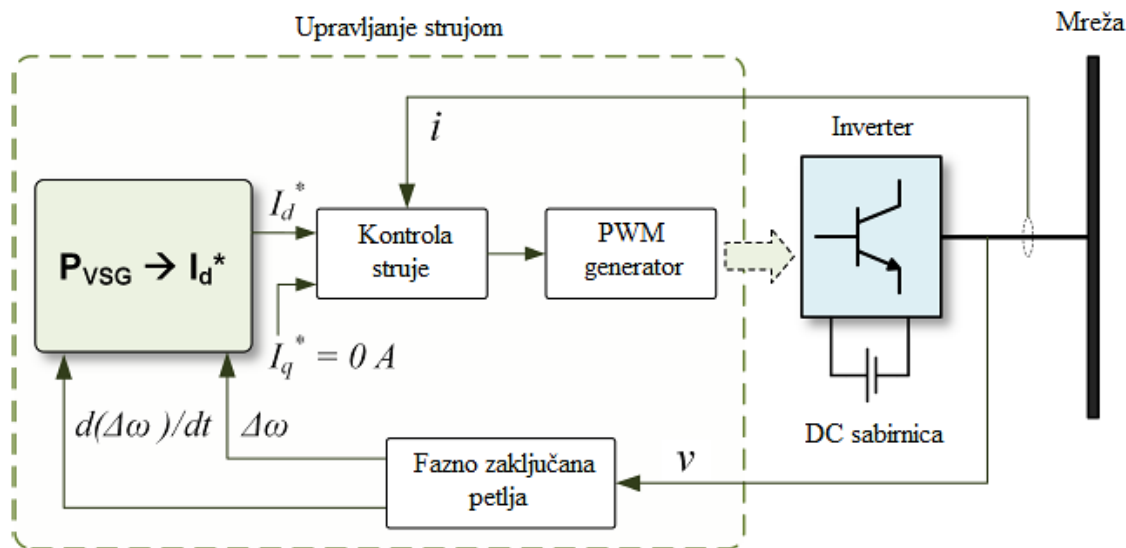 Upravljanje strujom
Mreža
i
Inverter
I_d^*
Kontrola
struje
PWM
generator
P_VSG → I_d*
I_q^* = 0 A
d(Δω)/dt
Δω
DC sabirnica
Fazno zaključana
petlja
v